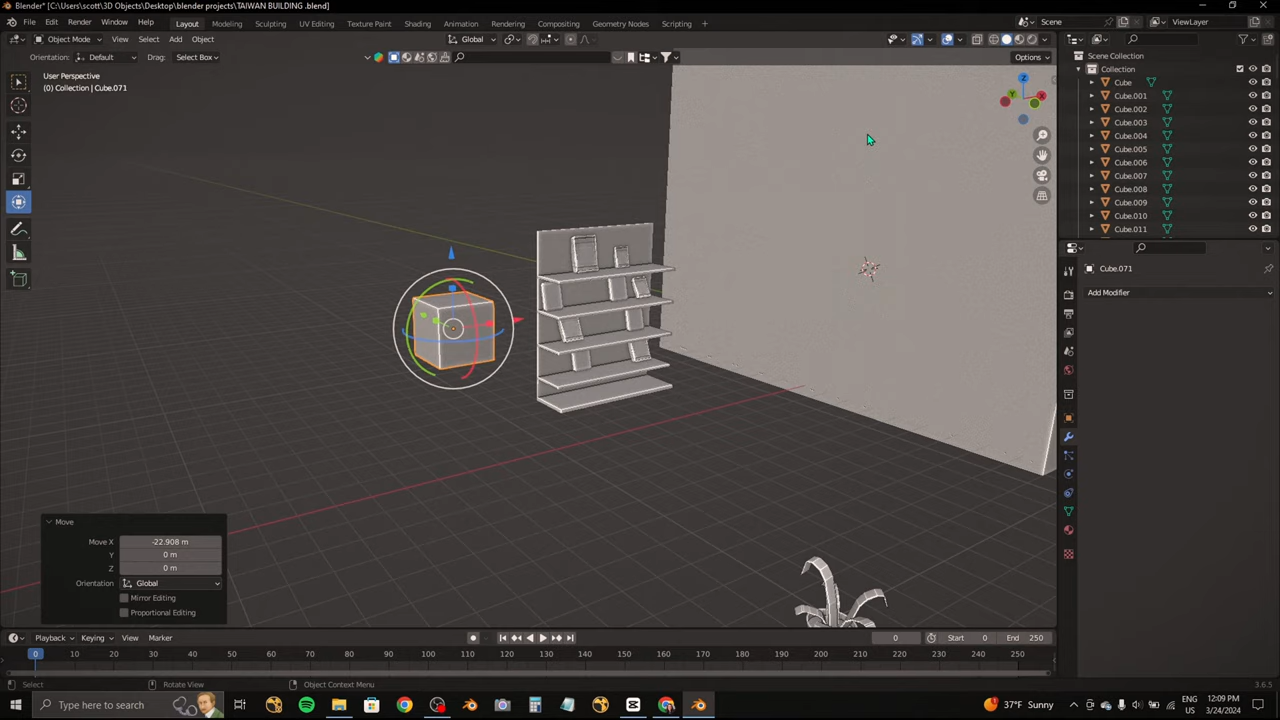 Blender* [C:\Users\scott\3D Objects\Desktop\blender projects\TAIWAN BUILDING .blend]
File Edit Render Window Help Layout Modeling Sculpting UV Editing Texture Paint Shading Animation Rendering Compositing Geometry Nodes Scripting + Scene ViewLayer
Object Mode View Select Add Object Global
Orientation: Default Drag: Select Box Options
User Perspective
(0) Collection | Cube.071
Z
Y
X
Scene Collection
Collection
Cube
Cube.001
Cube.002
Cube.003
Cube.004
Cube.005
Cube.006
Cube.007
Cube.008
Cube.009
Cube.010
Cube.011
Cube.071
Add Modifier
Move
Move X -22.908 m
Y 0 m
Z 0 m
Orientation Global
Mirror Editing
Proportional Editing
Playback Keying View Marker 0 Start 0 End 250
0 10 20 30 40 50 60 70 80 90 100 110 120 130 140 150 160 170 180 190 200 210 220 230 240 250
Select Rotate View Object Context Menu 3.6.5
Type here to search
37°F Sunny
ENG
US
12:09 PM
3/24/2024